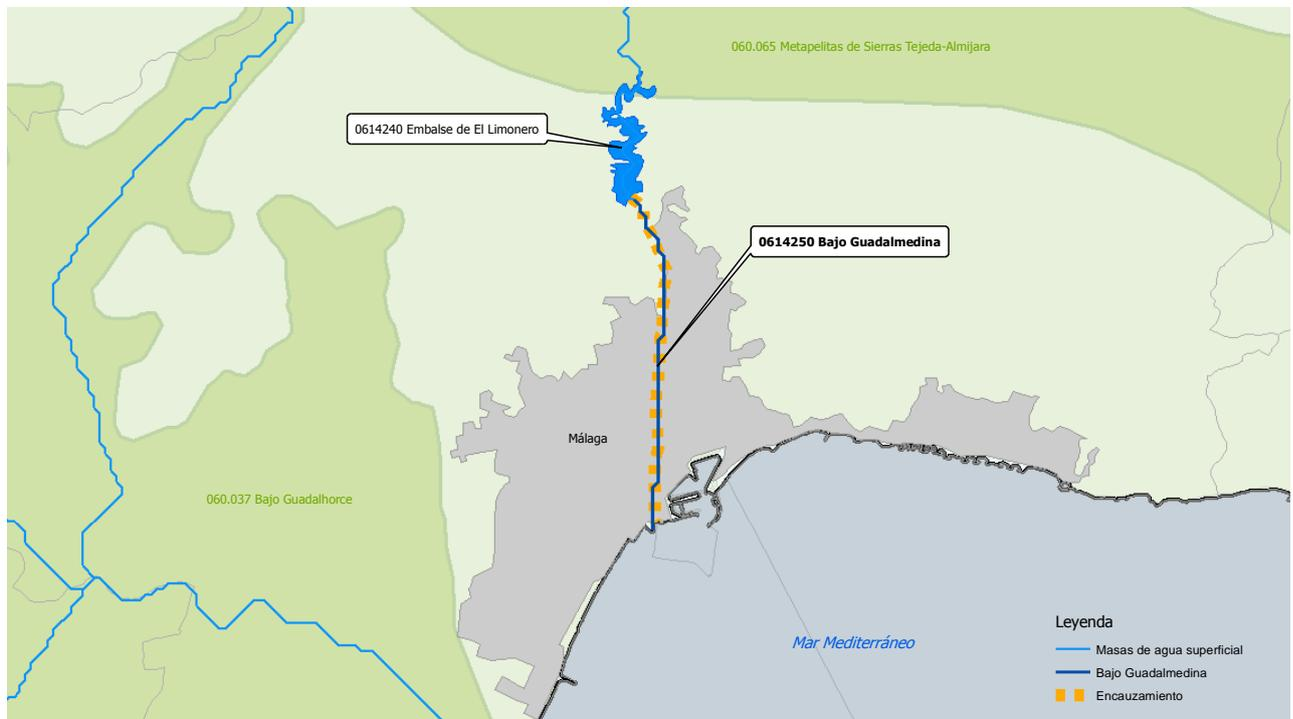 060.065 Metapelitas de Sierras Tejeda-Almijara
0614240 Embalse de El Limonero
0614250 Bajo Guadalmedina
Málaga
060.037 Bajo Guadalhorce
Mar Mediterráneo
Leyenda
Masas de agua superficial
Bajo Guadalmedina
Encauzamiento